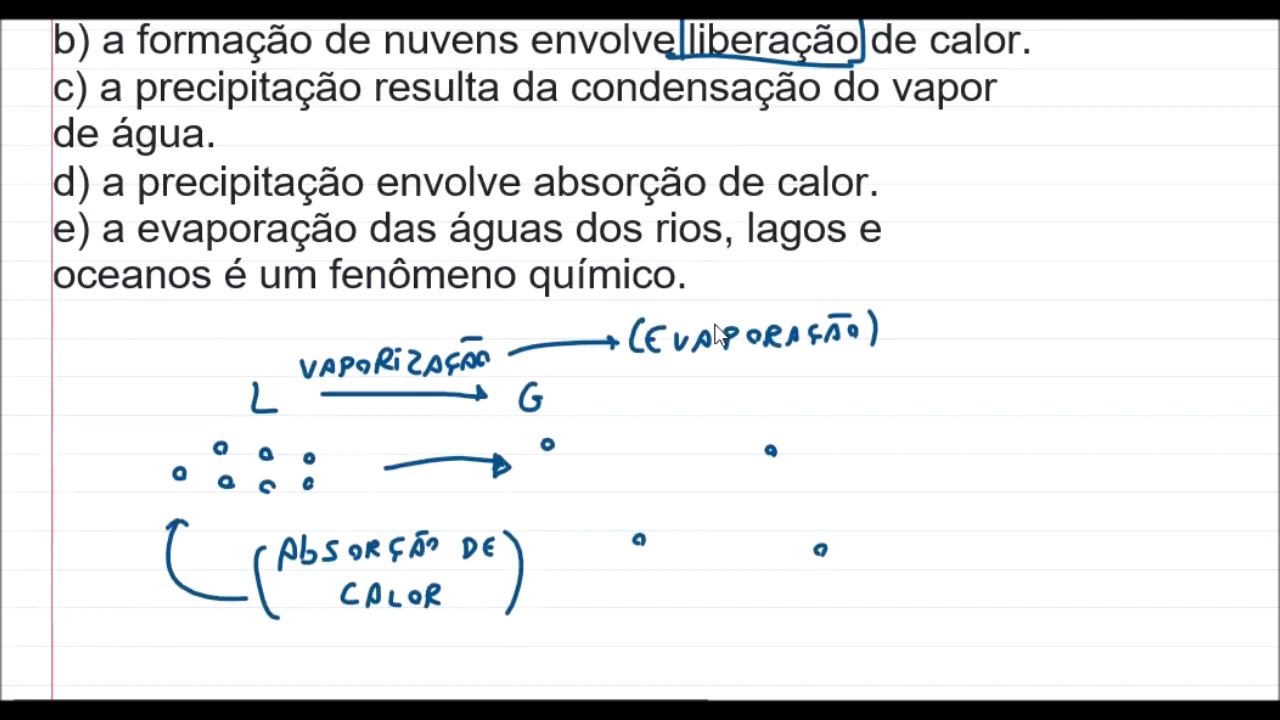 b) a formação de nuvens envolve liberação de calor.
c) a precipitação resulta da condensação do vapor
de água.
d) a precipitação envolve absorção de calor.
e) a evaporação das águas dos rios, lagos e
oceanos é um fenômeno químico.
VAPORIZAÇÃO (EVAPORAÇÃO)
L G
(ABSORÇÃO DE
CALOR)